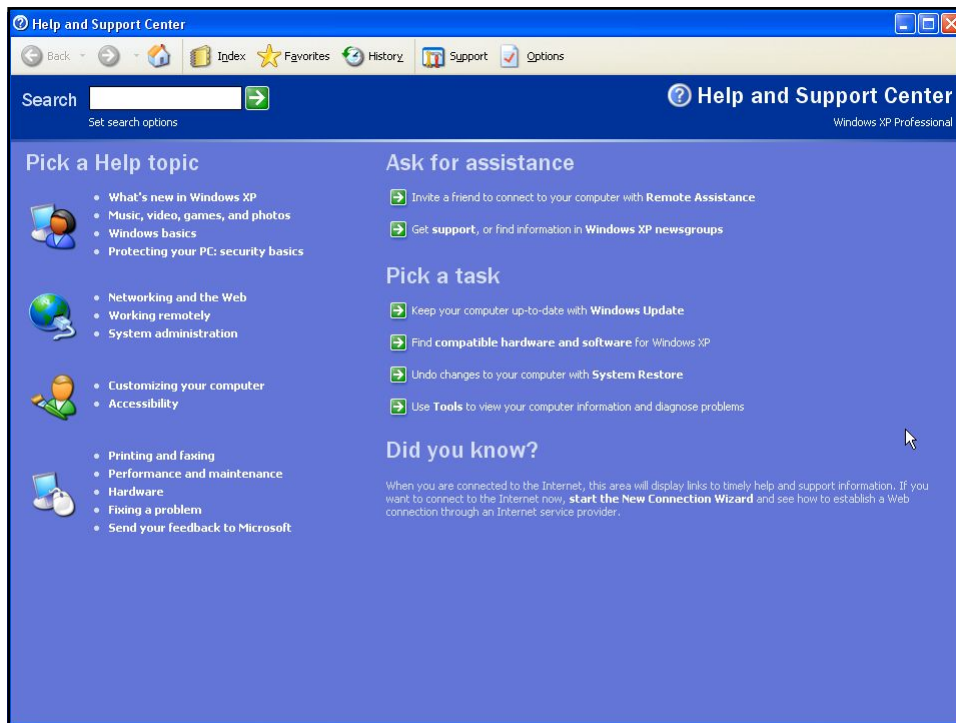 Help and Support Center
Back Index Favorites History Support Options
Search
Set search options
Help and Support Center
Windows XP Professional
Pick a Help topic
What's new in Windows XP
Music, video, games, and photos
Windows basics
Protecting your PC: security basics
Networking and the Web
Working remotely
System administration
Customizing your computer
Accessibility
Printing and faxing
Performance and maintenance
Hardware
Fixing a problem
Send your feedback to Microsoft
Ask for assistance
Invite a friend to connect to your computer with Remote Assistance
Get support, or find information in Windows XP newsgroups
Pick a task
Keep your computer up-to-date with Windows Update
Find compatible hardware and software for Windows XP
Undo changes to your computer with System Restore
Use Tools to view your computer information and diagnose problems
Did you know?
When you are connected to the Internet, this area will display links to timely help and support information. If you
want to connect to the Internet now, start the New Connection Wizard and see how to establish a Web
connection through an Internet service provider.